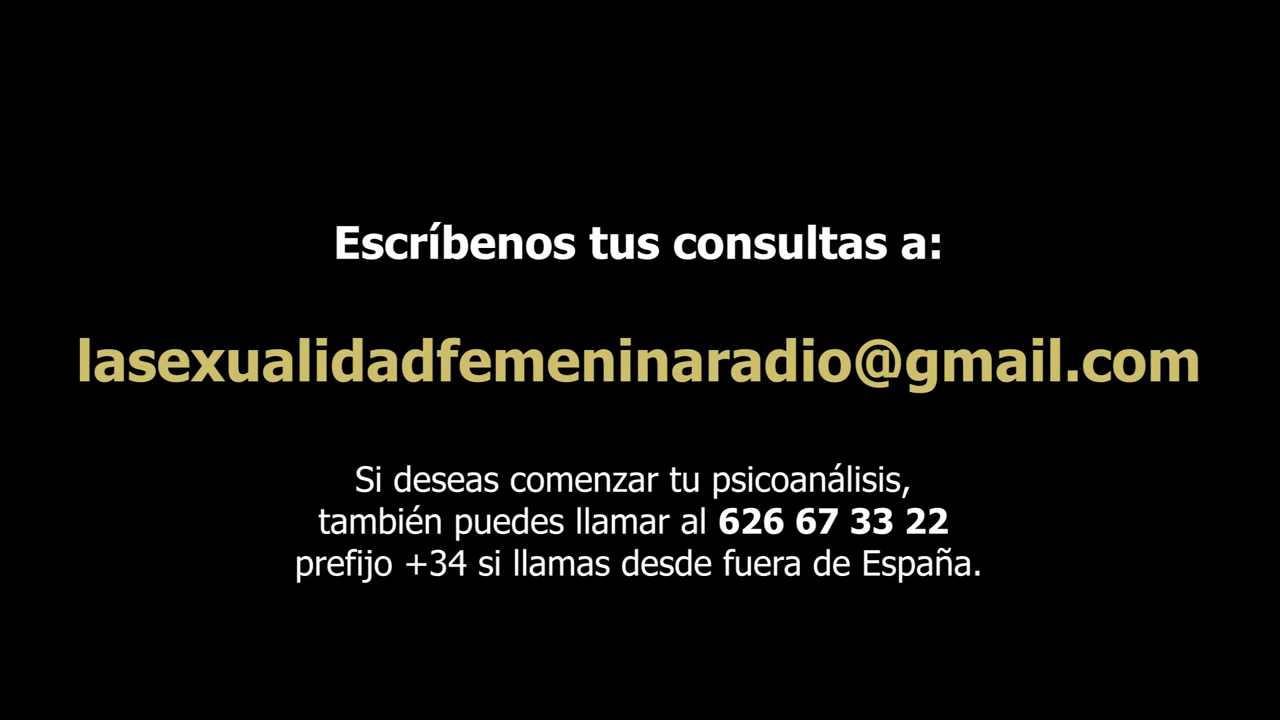 Escríbenos tus consultas a:
lasexualidadfemeninaradio@gmail.com
Si deseas comenzar tu psicoanálisis,
también puedes llamar al 626 67 33 22
prefijo +34 si llamas desde fuera de España.